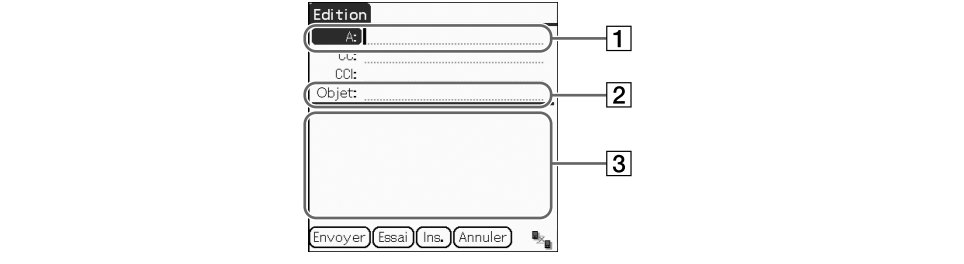 Edition
A: 1
CC:
CCI:
Objet: 2
3
Envoyer Essai Ins. Annuler